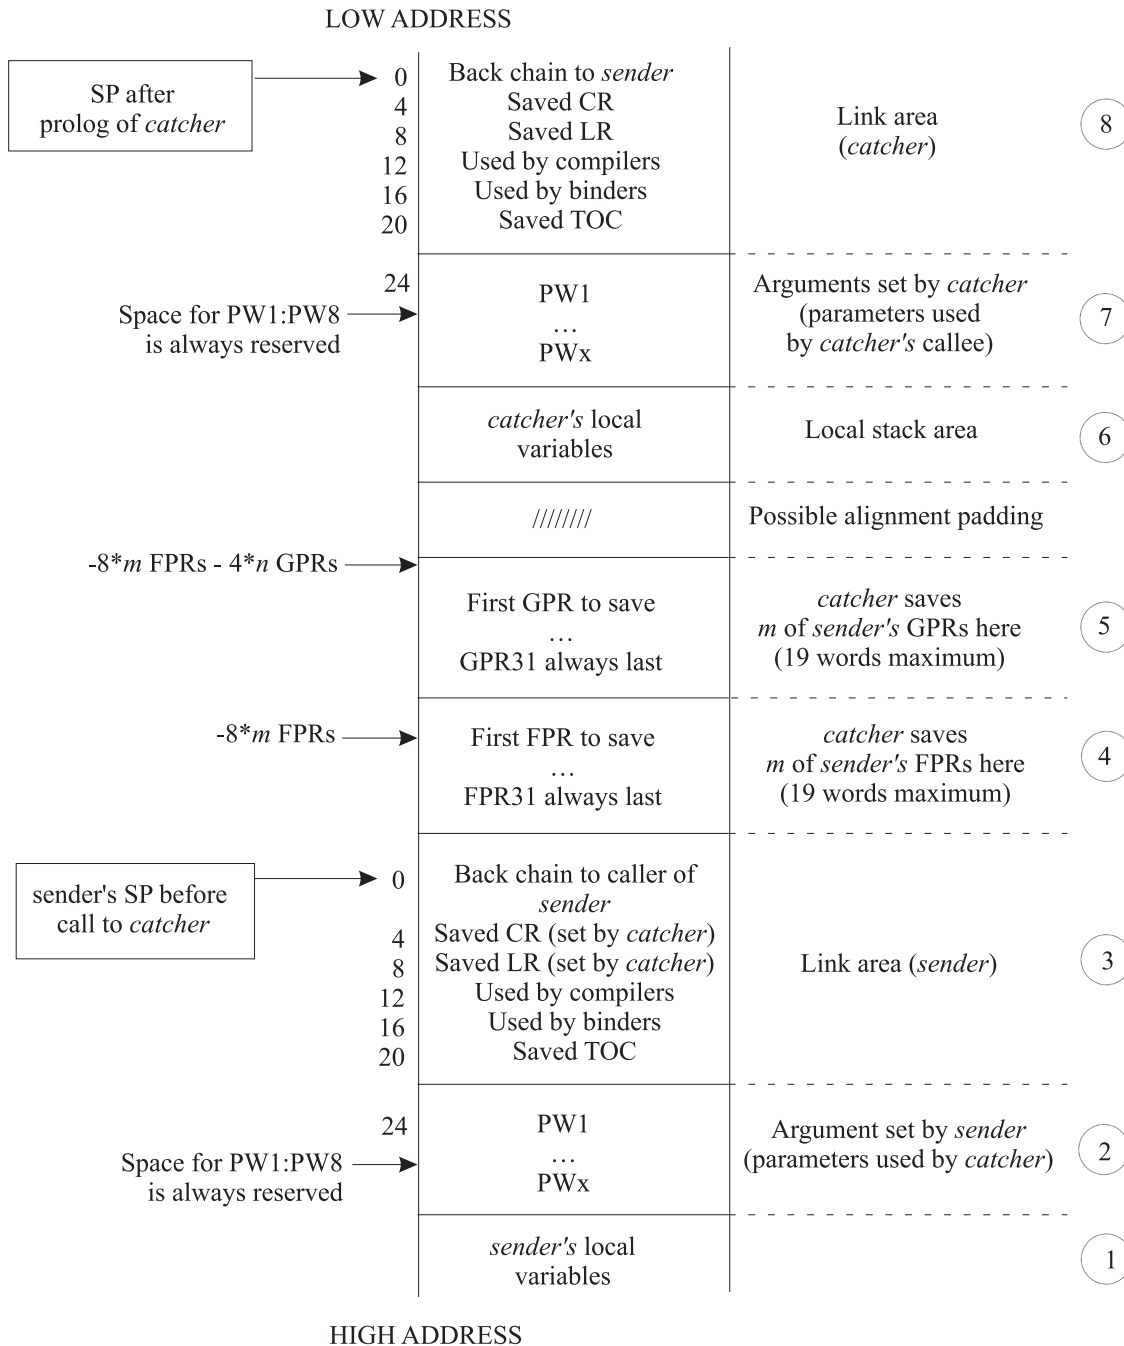 LOW ADDRESS
SP after
prolog of catcher
0
Back chain to sender
4
Saved CR
8
Saved LR
12
Used by compilers
16
Used by binders
20
Saved TOC
Link area
(catcher)
8
24
Space for PW1:PW8
is always reserved
PW1
...
PWx
Arguments set by catcher
(parameters used
by catcher's callee)
7
catcher's local
variables
Local stack area
6
////////
Possible alignment padding
-8*m FPRs - 4*n GPRs
First GPR to save
...
GPR31 always last
catcher saves
m of sender's GPRs here
(19 words maximum)
5
-8*m FPRs
First FPR to save
...
FPR31 always last
catcher saves
m of sender's FPRs here
(19 words maximum)
4
sender's SP before
call to catcher
0
Back chain to caller of
sender
4
Saved CR (set by catcher)
8
Saved LR (set by catcher)
12
Used by compilers
16
Used by binders
20
Saved TOC
Link area (sender)
3
24
Space for PW1:PW8
is always reserved
PW1
...
PWx
Argument set by sender
(parameters used by catcher)
2
sender's local
variables
1
HIGH ADDRESS